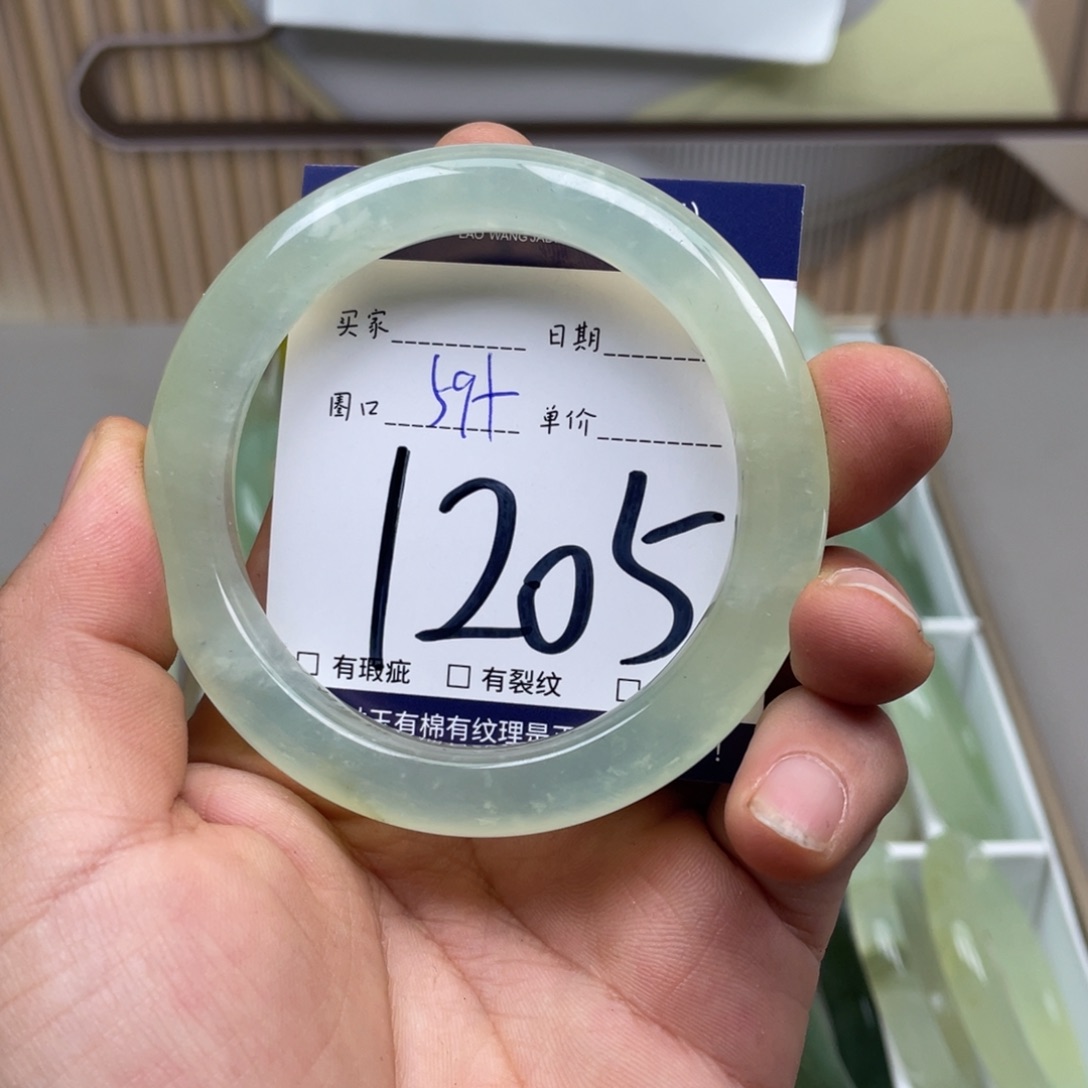 LAO WANG JAD
买家 日期
圈口 59+ 单价
1205
□ 有瑕疵 □ 有裂纹 □
有棉有纹理是正
!